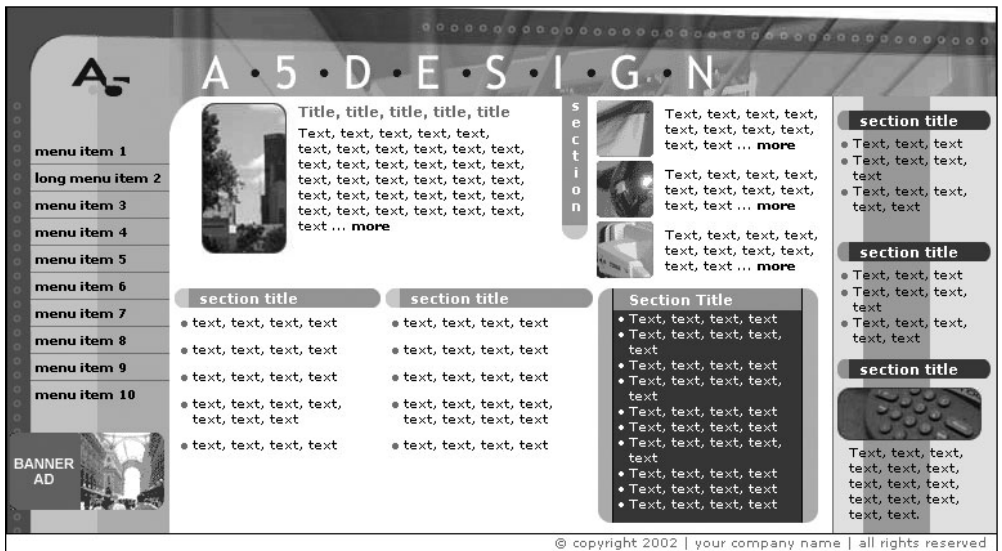 A5
A•5•D•E•S•I•G•N
menu item 1
long menu item 2
menu item 3
menu item 4
menu item 5
menu item 6
menu item 7
menu item 8
menu item 9
menu item 10
BANNER
AD
Title, title, title, title, title
Text, text, text, text, text,
text, text, text, text, text,
text, text, text, text, text,
text, text, text, text, text,
text, text, text, text, text,
text, text, text, text, text,
text ... more
section
Text, text, text, text,
text, text, text, text,
text, text ... more
Text, text, text, text,
text, text, text, text,
text, text ... more
Text, text, text, text,
text, text, text, text,
text, text ... more
section title
• text, text, text, text
• text, text, text, text
• text, text, text, text
• text, text, text, text,
text, text, text
• text, text, text, text
section title
• text, text, text, text
• text, text, text, text
• text, text, text, text
• text, text, text, text,
text, text, text
• text, text, text, text
Section Title
• Text, text, text, text
• Text, text, text, text,
text
• Text, text, text, text
• Text, text, text, text,
text
• Text, text, text, text
• Text, text, text, text
• Text, text, text, text,
text
• Text, text, text, text
• Text, text, text, text
• Text, text, text, text
section title
• Text, text, text
• Text, text, text,
text
• Text, text, text,
text, text
section title
• Text, text, text
• Text, text, text,
text
• Text, text, text,
text, text
section title
Text, text, text,
text, text, text,
text, text, text,
text, text, text,
text, text.
© copyright 2002 | your company name | all rights reserved